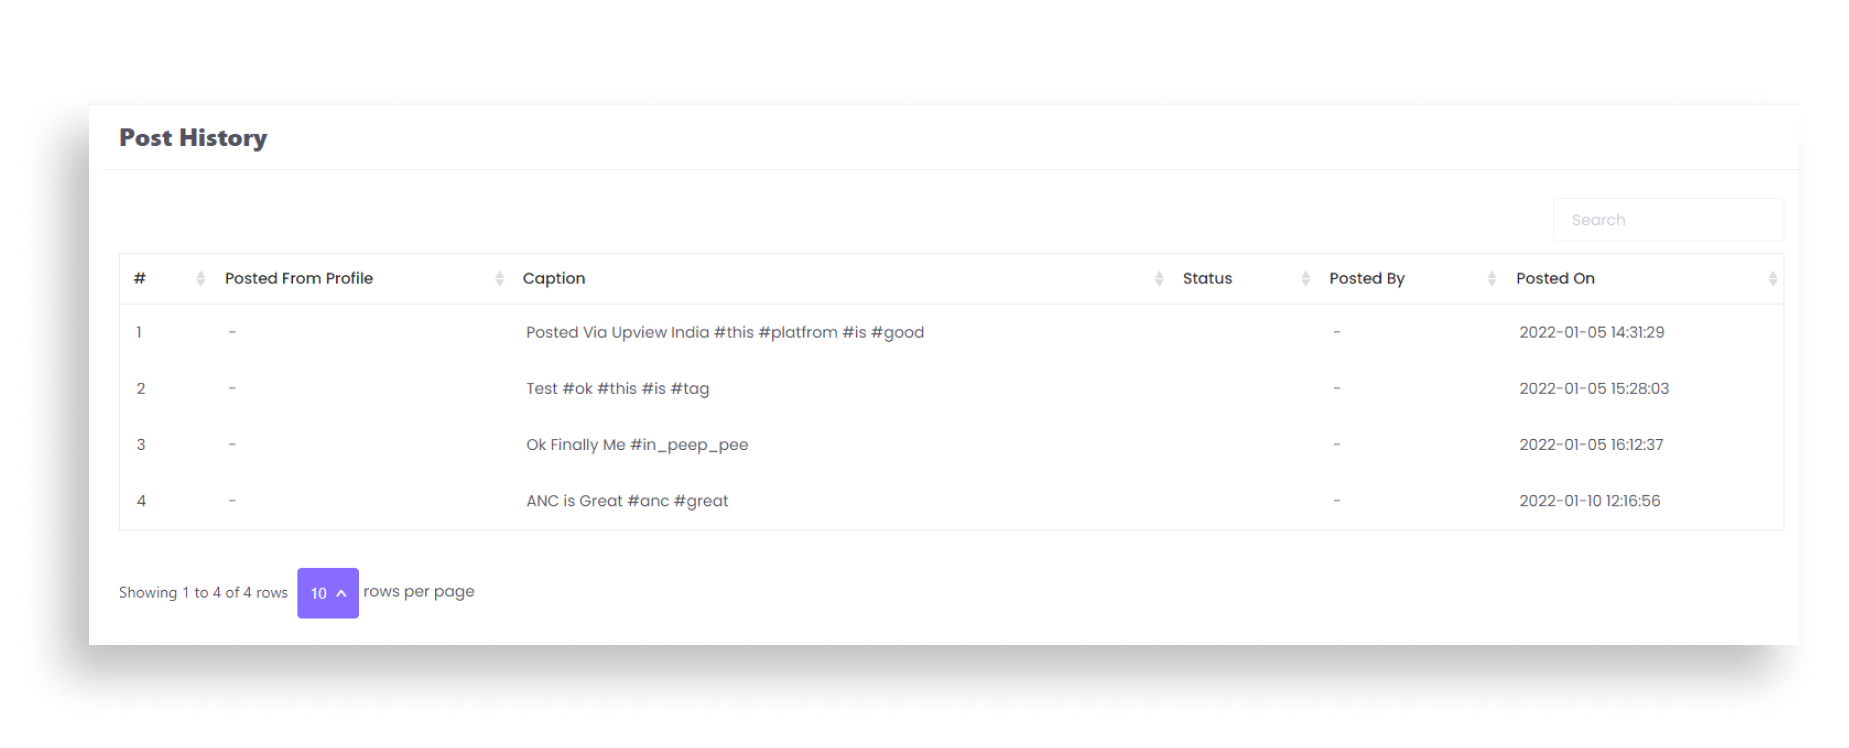 Post History
Search
# Posted From Profile Caption Status Posted By Posted On
1 - Posted Via Upview India #this #platfrom #is #good - 2022-01-05 14:31:29
2 - Test #ok #this #is #tag - 2022-01-05 15:28:03
3 - Ok Finally Me #in_peep_pee - 2022-01-05 16:12:37
4 - ANC is Great #anc #great - 2022-01-10 12:16:56
Showing 1 to 4 of 4 rows 10 rows per page